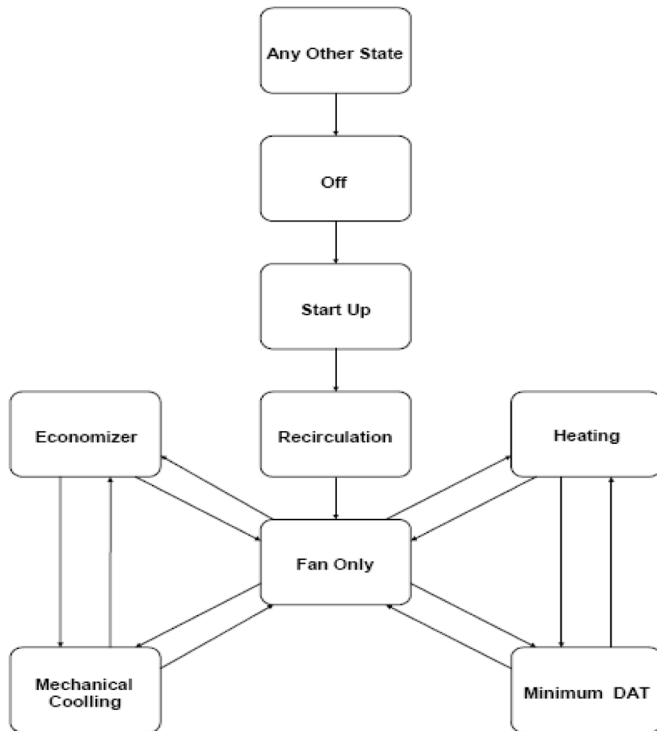 Any Other State
Off
Start Up
Economizer
Recirculation
Heating
Fan Only
Mechanical
Coolling
Minimum DAT